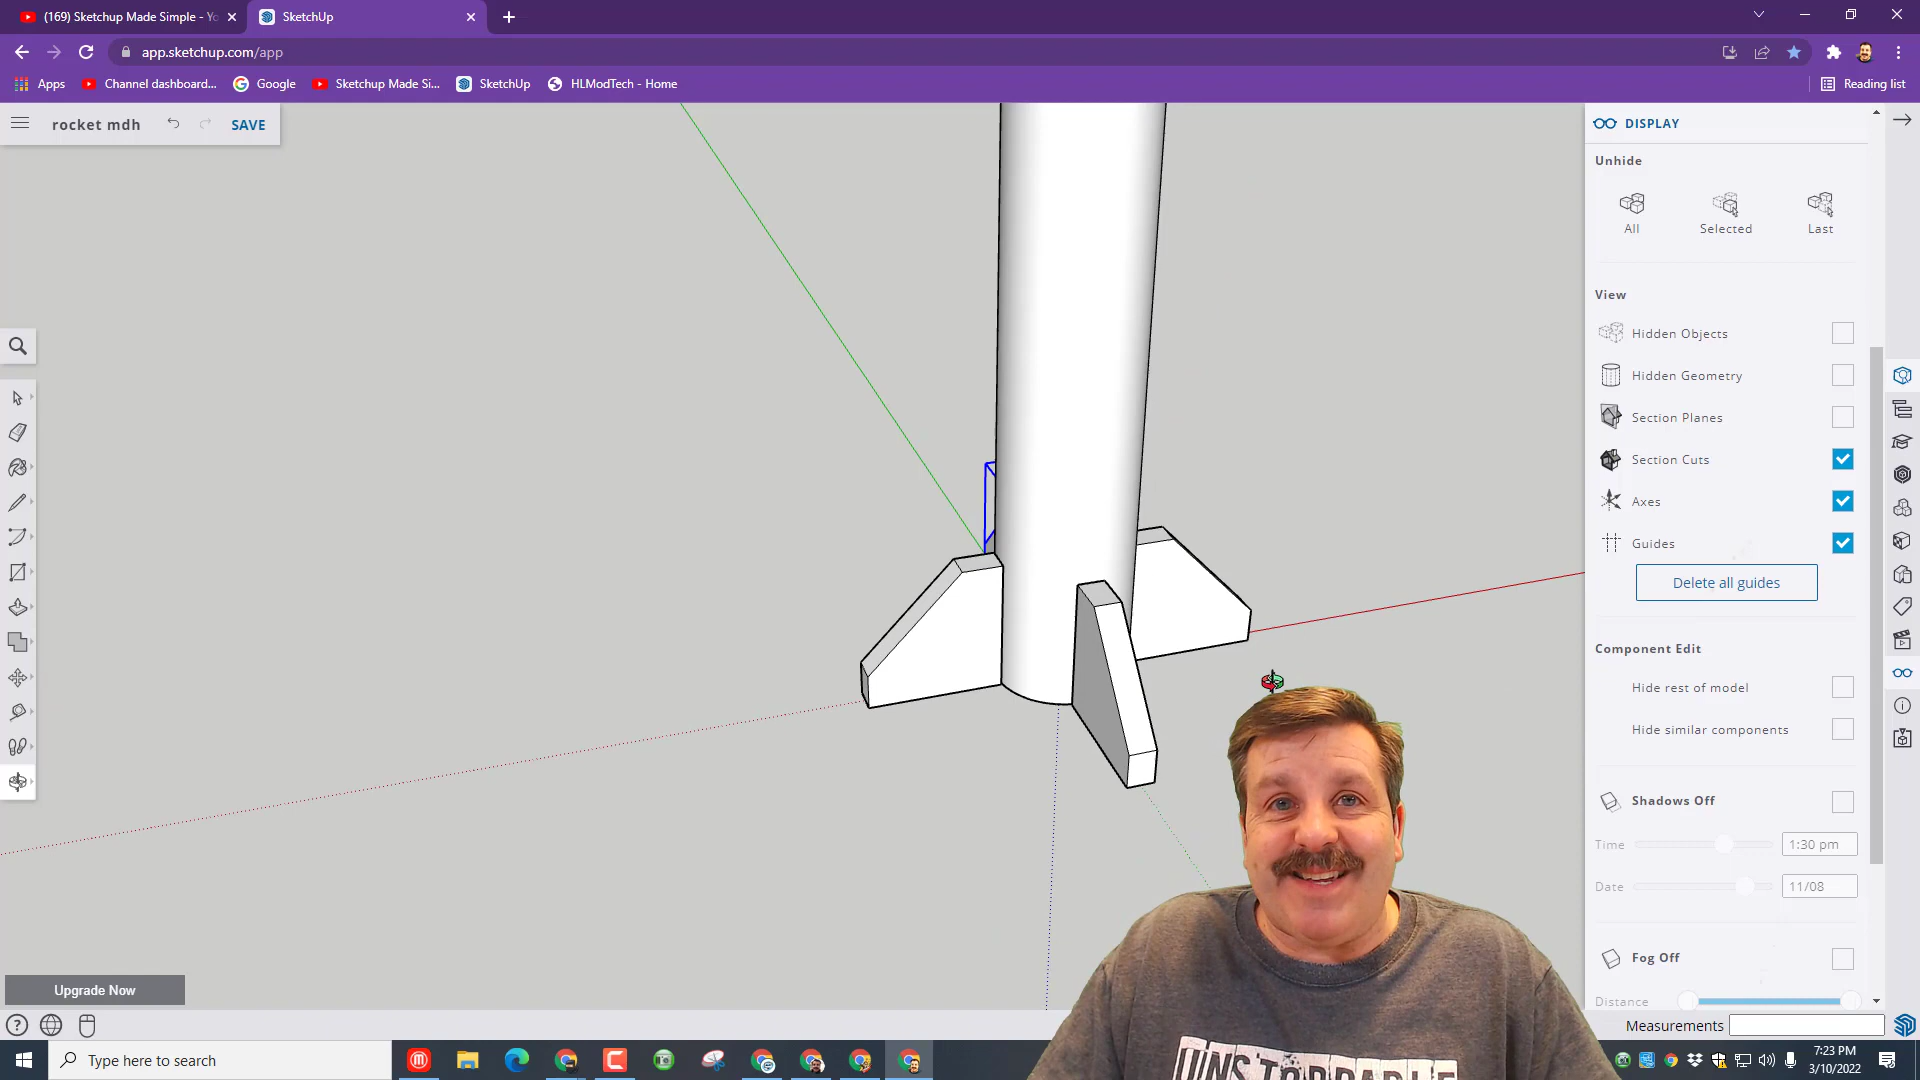 (169) Sketchup Made Simple - Yo
SketchUp
app.sketchup.com/app
Apps
Channel dashboard...
Google
Sketchup Made Si...
SketchUp
HLModTech - Home
Reading list
rocket mdh
SAVE
DISPLAY
Unhide
All
Selected
Last
View
Hidden Objects
Hidden Geometry
Section Planes
Section Cuts
Axes
Guides
Delete all guides
Component Edit
Hide rest of model
Hide similar components
Shadows Off
Time
1:30 pm
Date
11/08
Fog Off
Distance
Upgrade Now
Measurements
UNSTOPPABLE
Type here to search
7:23 PM
3/10/2022